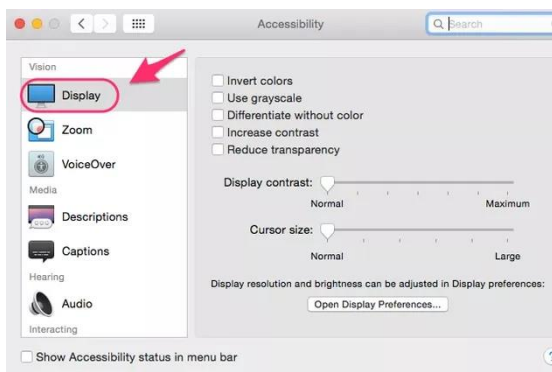 Accessibility
Search
Vision
Display
Zoom
VoiceOver
Media
Descriptions
Captions
Hearing
Audio
Interacting
Invert colors
Use grayscale
Differentiate without color
Increase contrast
Reduce transparency
Display contrast:
Normal Maximum
Cursor size:
Normal Large
Display resolution and brightness can be adjusted in Display preferences:
Open Display Preferences...
Show Accessibility status in menu bar
?